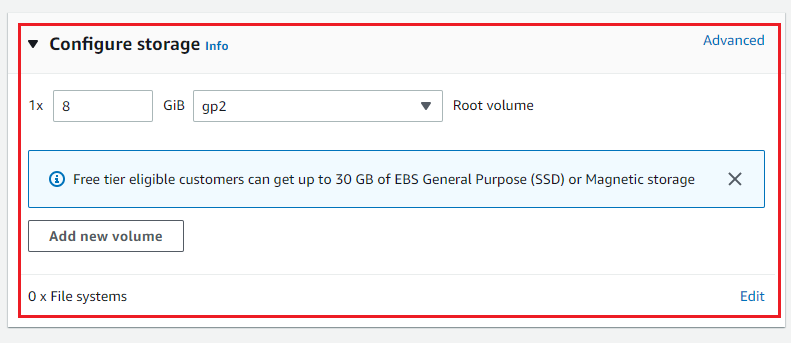 Configure storage Info Advanced
1x 8 GiB gp2 Root volume
Free tier eligible customers can get up to 30 GB of EBS General Purpose (SSD) or Magnetic storage
Add new volume
0 x File systems Edit